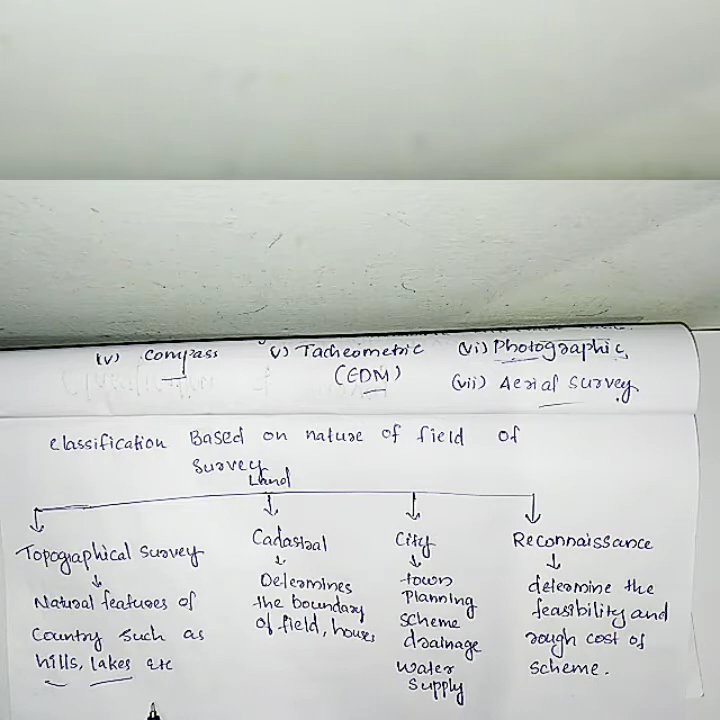 (v) Compass v) Tacheometric (vi) Photographic,
(EDM) (vii) Aerial Survey
classification Based on nature of field of
Survey
Land
Topographical survey
↓
Natural features of
Country such as
hills, lakes etc
Cadastral
↓
Determines
the boundary
of field, houses
City
↓
town
Planning
scheme
drainage
water
Supply
Reconnaissance
↓
determine the
feasibility and
rough cost of
scheme.